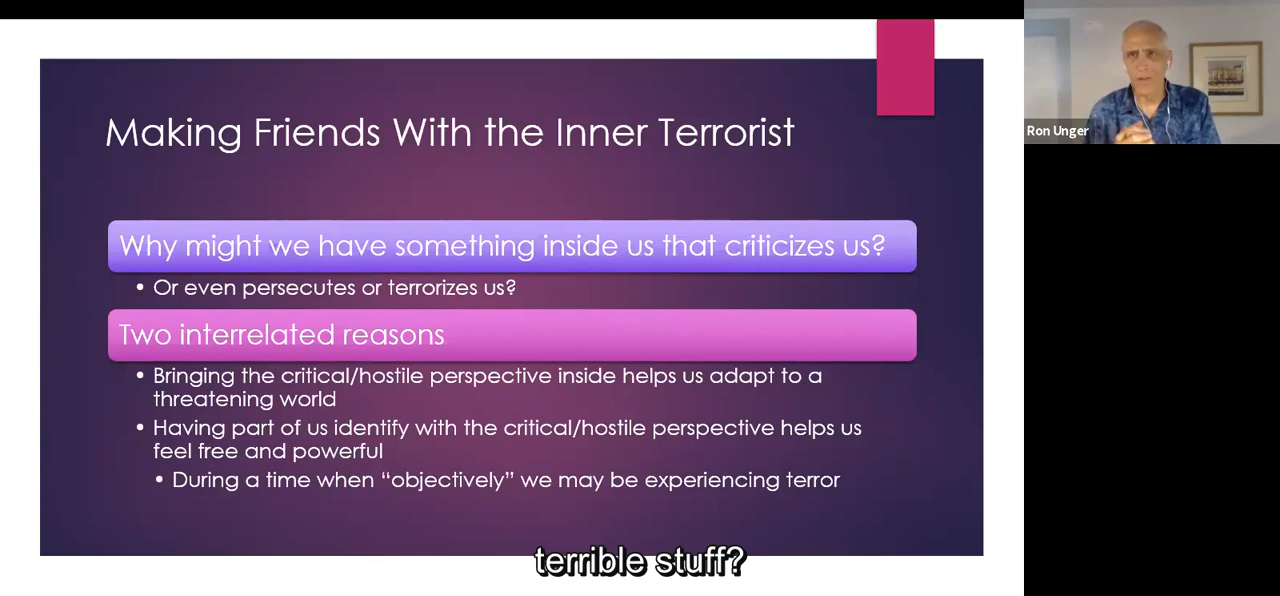 Making Friends With the Inner Terrorist
Why might we have something inside us that criticizes us?
• Or even persecutes or terrorizes us?
Two interrelated reasons
• Bringing the critical/hostile perspective inside helps us adapt to a
threatening world
• Having part of us identify with the critical/hostile perspective helps us
feel free and powerful
• During a time when “objectively” we may be experiencing terror
terrible stuff?
Ron Unger